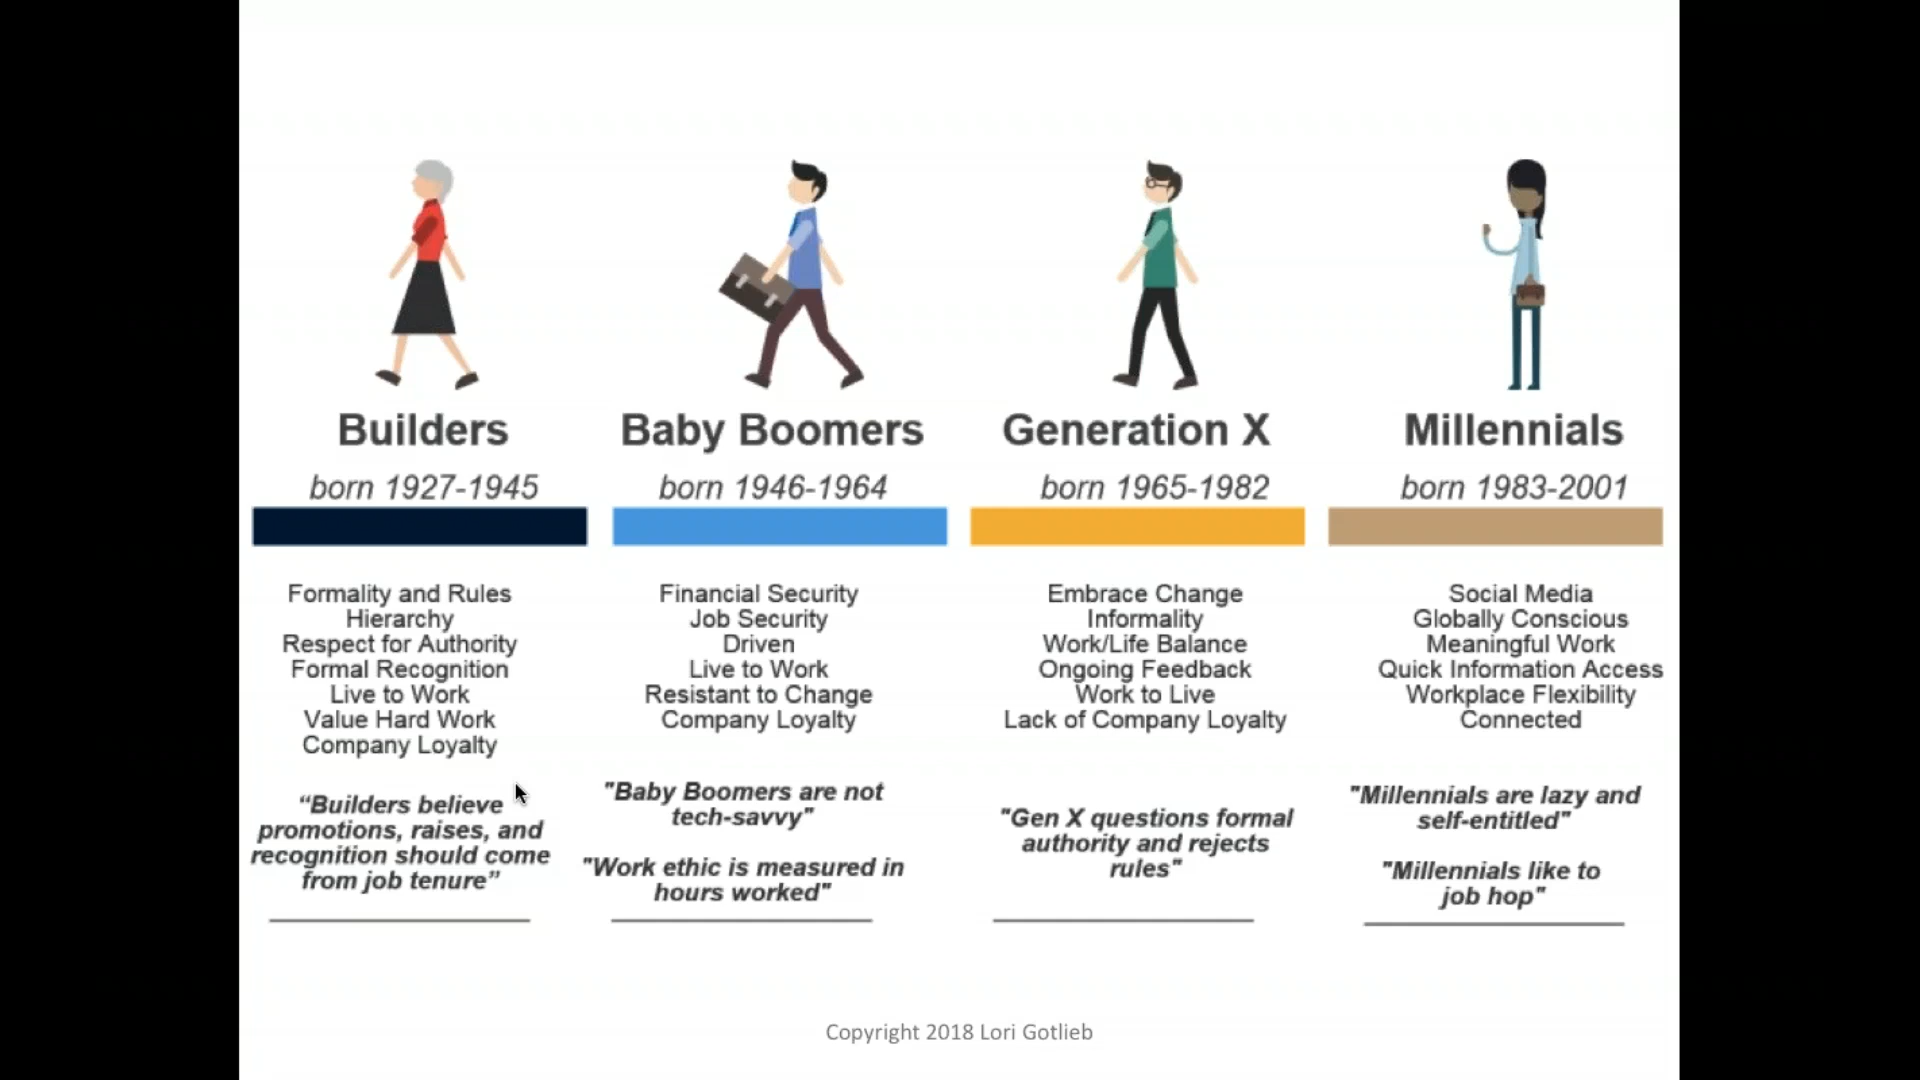 Builders
born 1927-1945
Formality and Rules
Hierarchy
Respect for Authority
Formal Recognition
Live to Work
Value Hard Work
Company Loyalty
“Builders believe
promotions, raises, and
recognition should come
from job tenure”
Baby Boomers
born 1946-1964
Financial Security
Job Security
Driven
Live to Work
Resistant to Change
Company Loyalty
"Baby Boomers are not
tech-savvy"
"Work ethic is measured in
hours worked"
Generation X
born 1965-1982
Embrace Change
Informality
Work/Life Balance
Ongoing Feedback
Work to Live
Lack of Company Loyalty
"Gen X questions formal
authority and rejects
rules"
Millennials
born 1983-2001
Social Media
Globally Conscious
Meaningful Work
Quick Information Access
Workplace Flexibility
Connected
"Millennials are lazy and
self-entitled"
"Millennials like to
job hop"
Copyright 2018 Lori Gotlieb